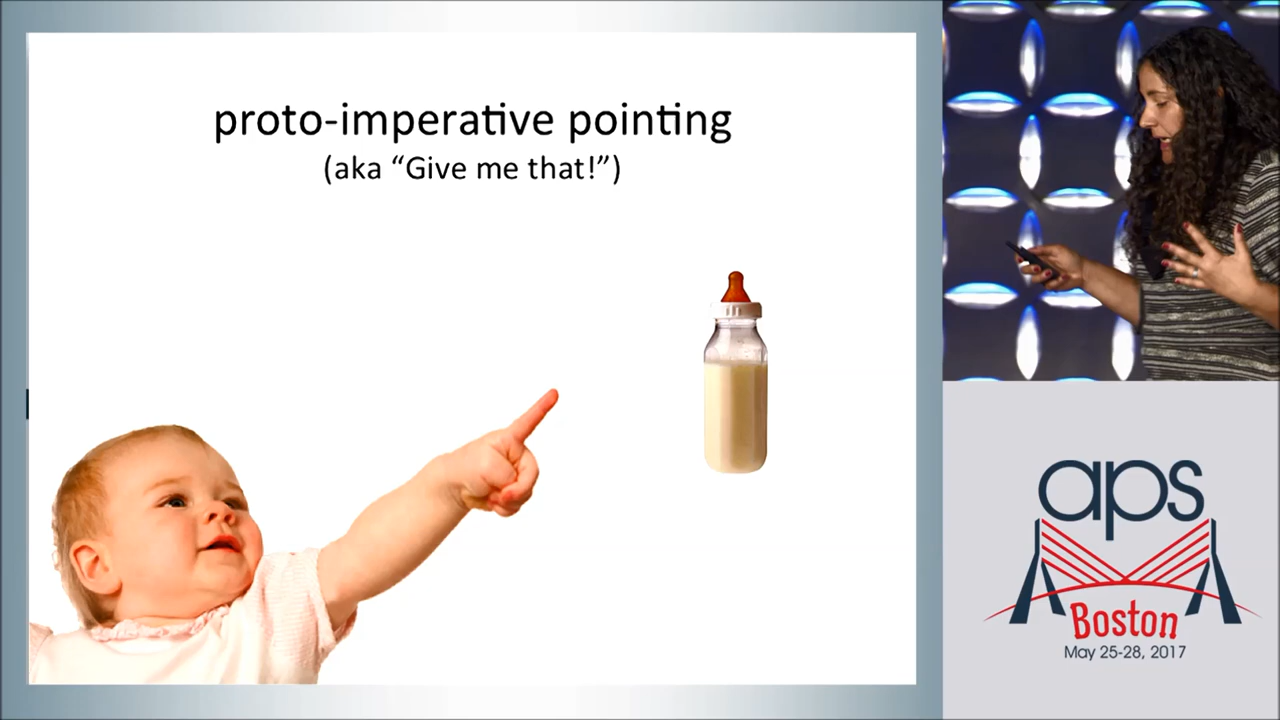 proto-imperative pointing
(aka “Give me that!”)
aps
Boston
May 25-28, 2017